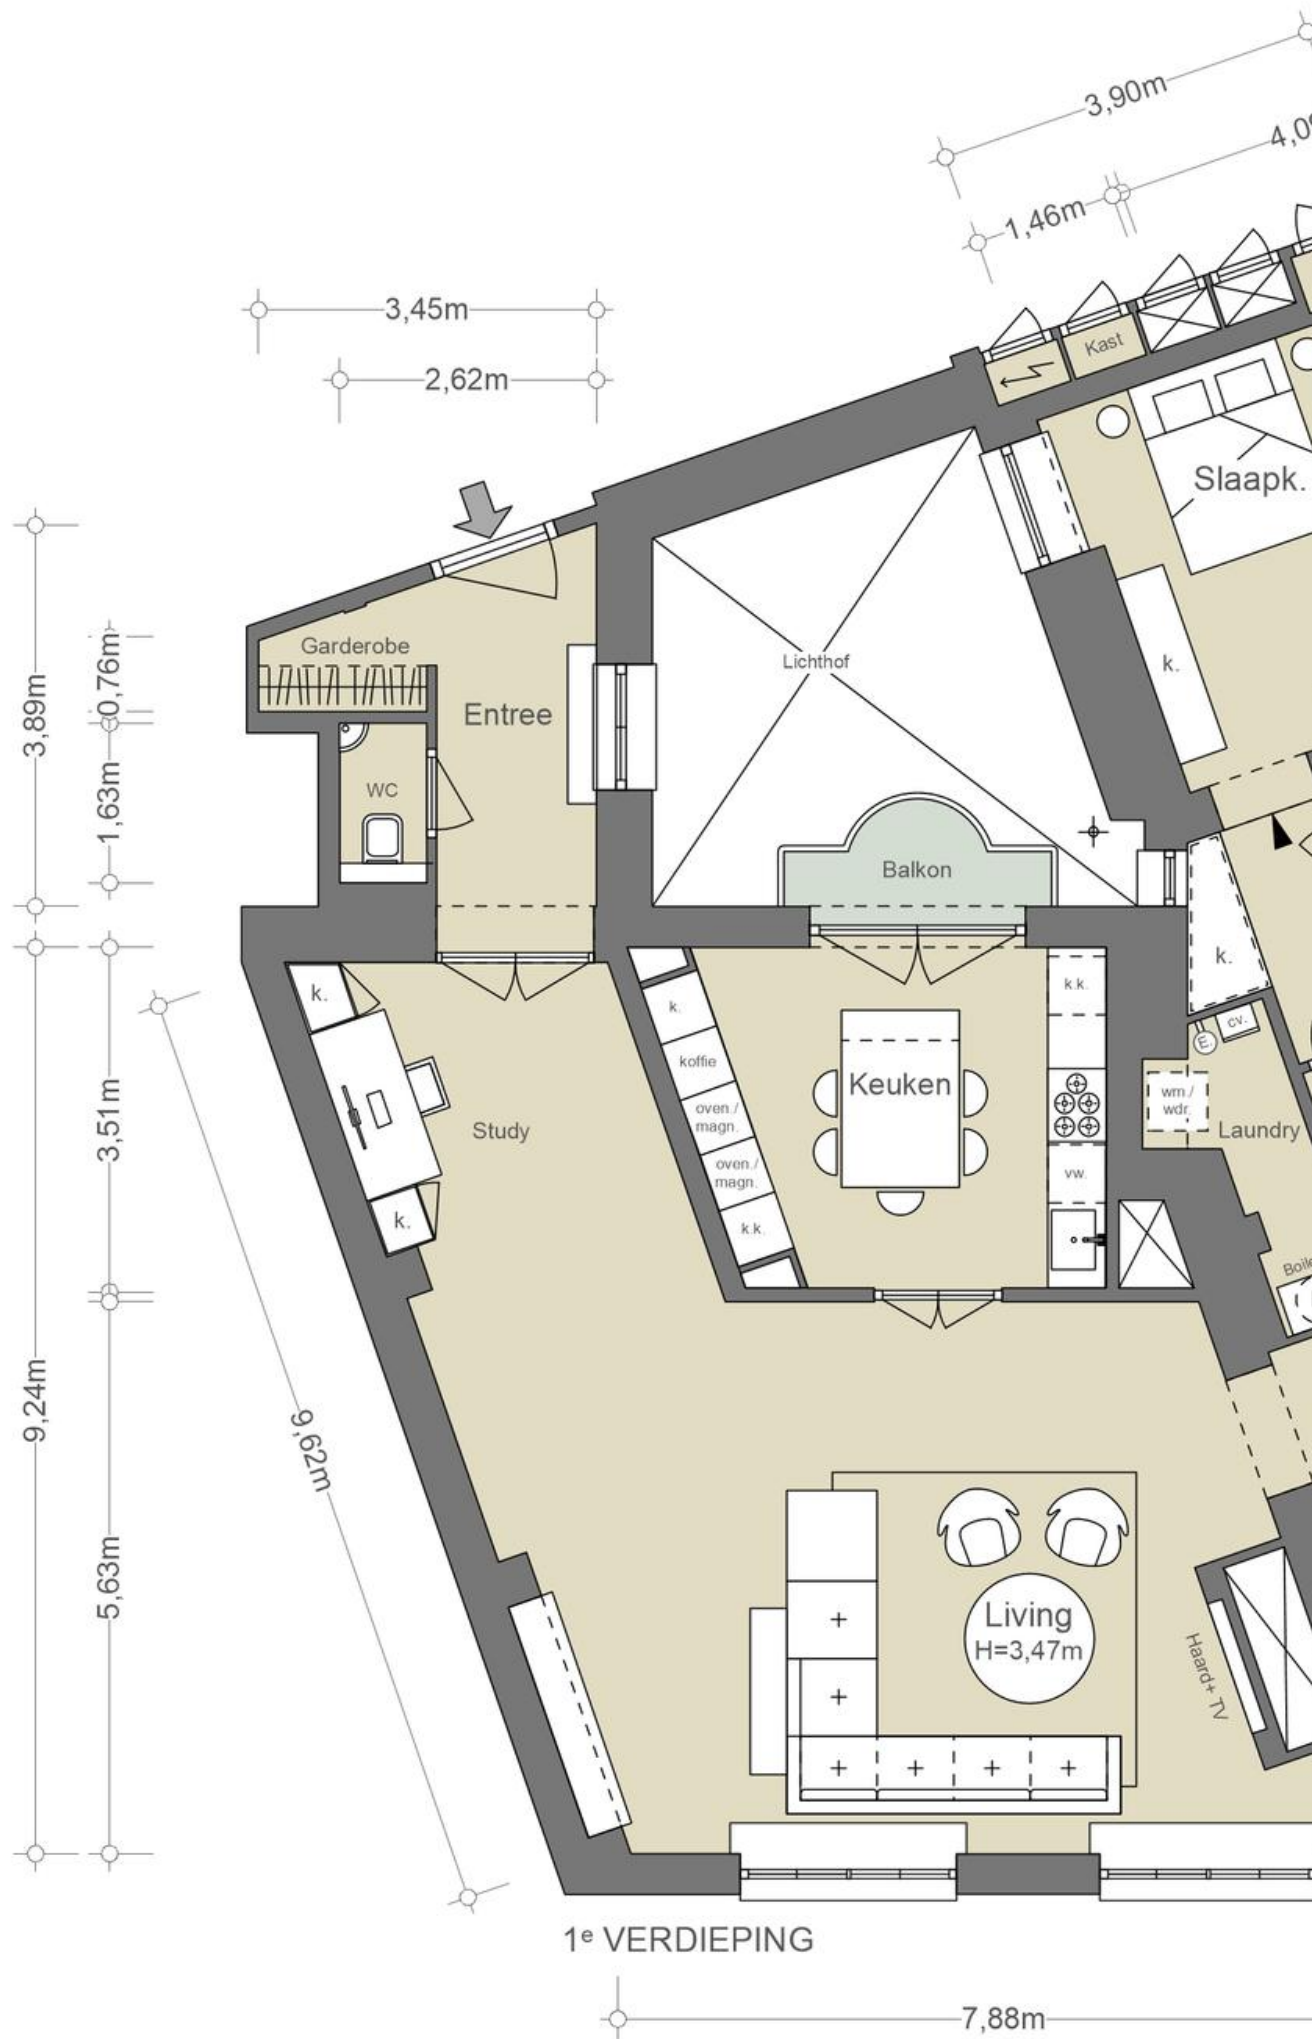 3,90m
4,0
1,46m
3,45m
2,62m
Kast
Slaapk.
Garderobe
Lichthof
0,76m
k.
3,89m
Entree
WC
1,63m
Balkon
k.
k.
k.k.
k.
cv.
E.
koffie
Keuken
wm./
wdr.
oven./
magn.
3,51m
Study
Laundry
oven./
magn.
vw.
k.
k.k.
Boile
9,24m
9,62m
5,63m
Living
H=3,47m
Haard+ TV
1e VERDIEPING
7,88m